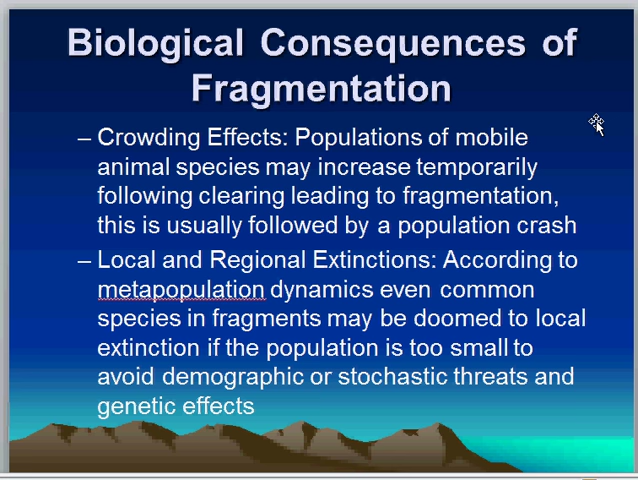 Biological Consequences of
Fragmentation
– Crowding Effects: Populations of mobile
animal species may increase temporarily
following clearing leading to fragmentation,
this is usually followed by a population crash
– Local and Regional Extinctions: According to
metapopulation dynamics even common
species in fragments may be doomed to local
extinction if the population is too small to
avoid demographic or stochastic threats and
genetic effects